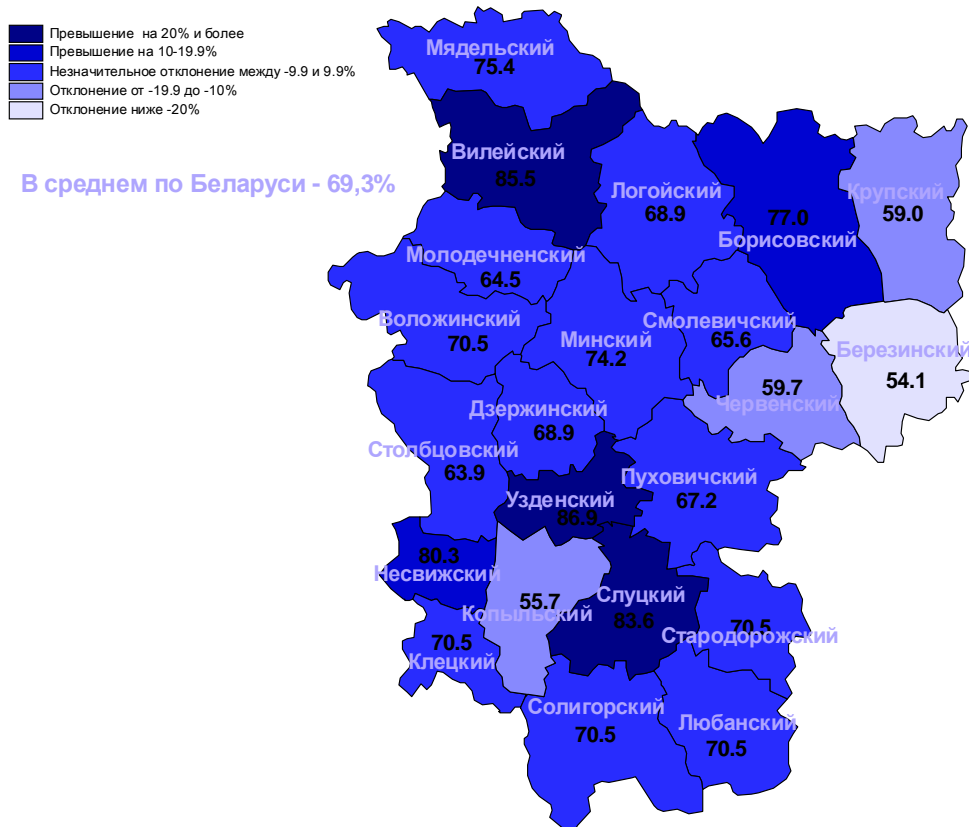 Превышение на 20% и более
Превышение на 10-19.9%
Незначительное отклонение между -9.9 и 9.9%
Отклонение от -19.9 до -10%
Отклонение ниже -20%
В среднем по Беларуси - 69,3%
Мядельский
75.4
Вилейский
85.5
Логойский
68.9
77.0
Борисовский
Крупский
59.0
Молодечненский
64.5
Воложинский
70.5
Минский
74.2
Смолевичский
65.6
59.7
Червенский
Березинский
54.1
Дзержинский
68.9
Столбцовский
63.9
Узденский
86.9
Пуховичский
67.2
80.3
Несвижский
55.7
Копыльский
Слуцкий
83.6
70.5
Стародорожский
70.5
Клецкий
Солигорский
70.5
Любанский
70.5